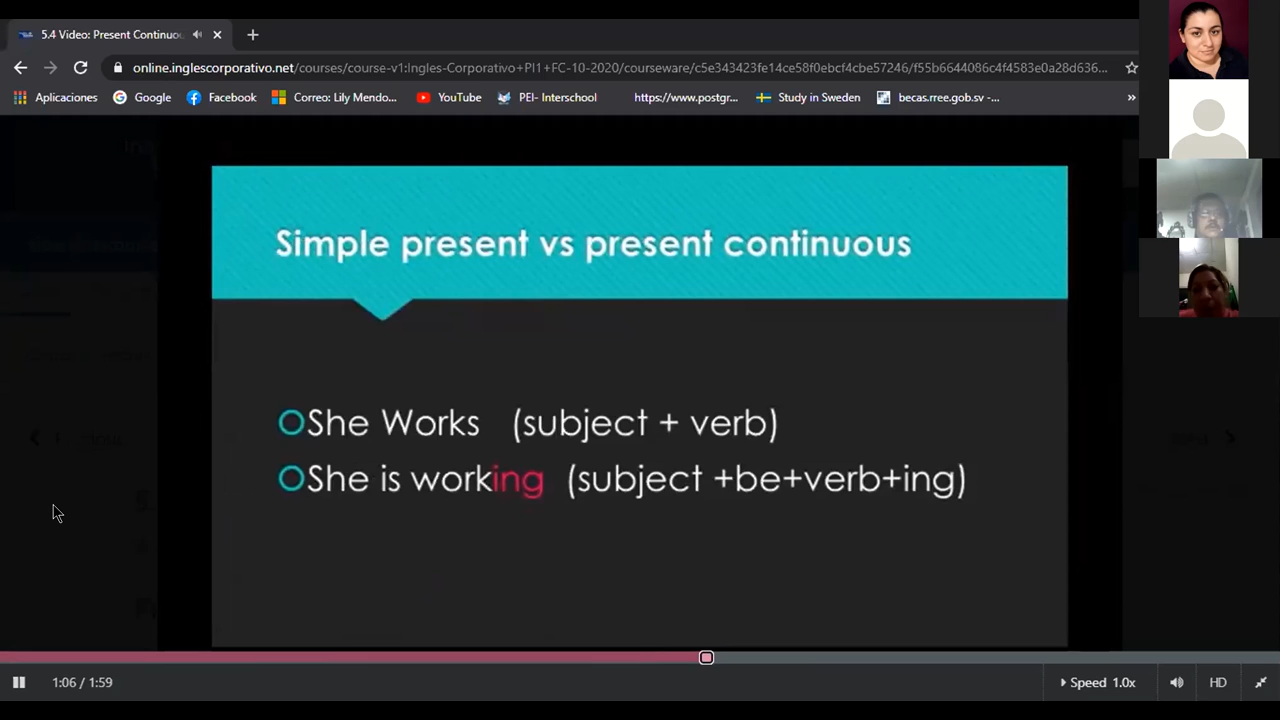 5.4 Video: Present Continuou
online.inglescorporativo.net/courses/course-v1:Ingles-Corporativo+PI1+FC-10-2020/courseware/c5e343423fe14ce58f0ebcf4cbe57246/f55b6644086c4f4583e0a28d636...
Aplicaciones Google Facebook Correo: Lily Mendo... YouTube PEI- Interschool https://www.postgr... Study in Sweden becas.rree.gob.sv -... »
Simple present vs present continuous
She Works (subject + verb)
She is working (subject +be+verb+ing)
1:06 / 1:59 Speed 1.0x HD